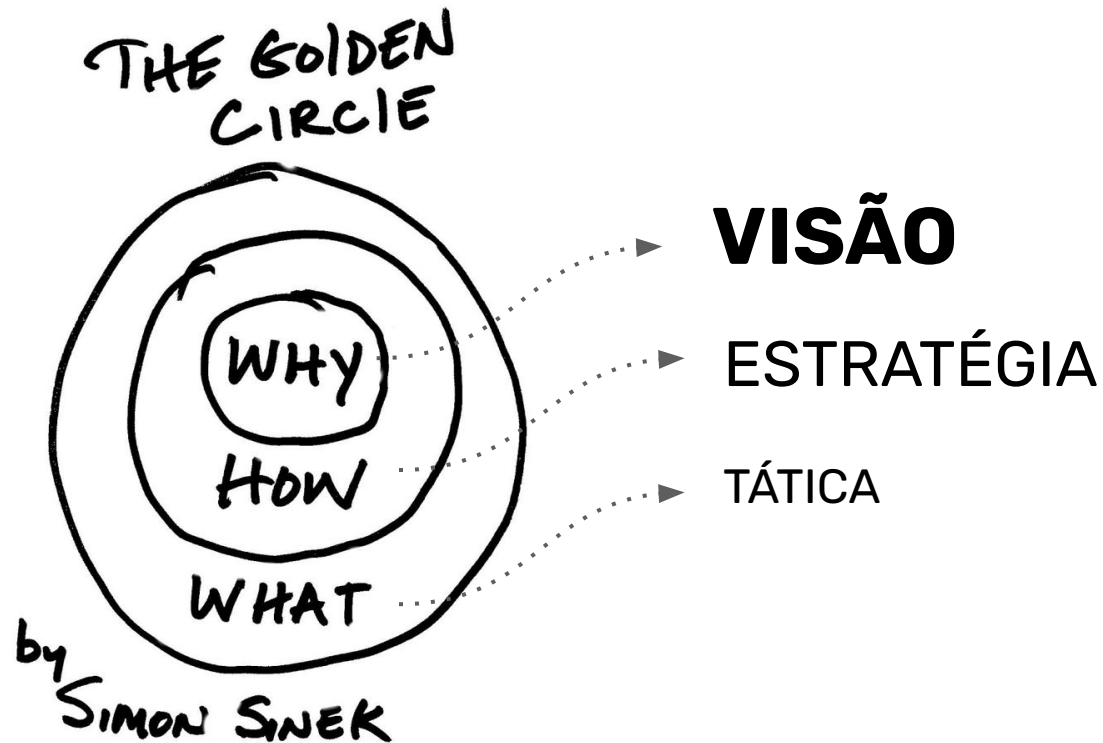 THE GOLDEN
CIRCLE
WHY
HOW
WHAT
by
SIMON SINEK
VISÃO
ESTRATÉGIA
TÁTICA